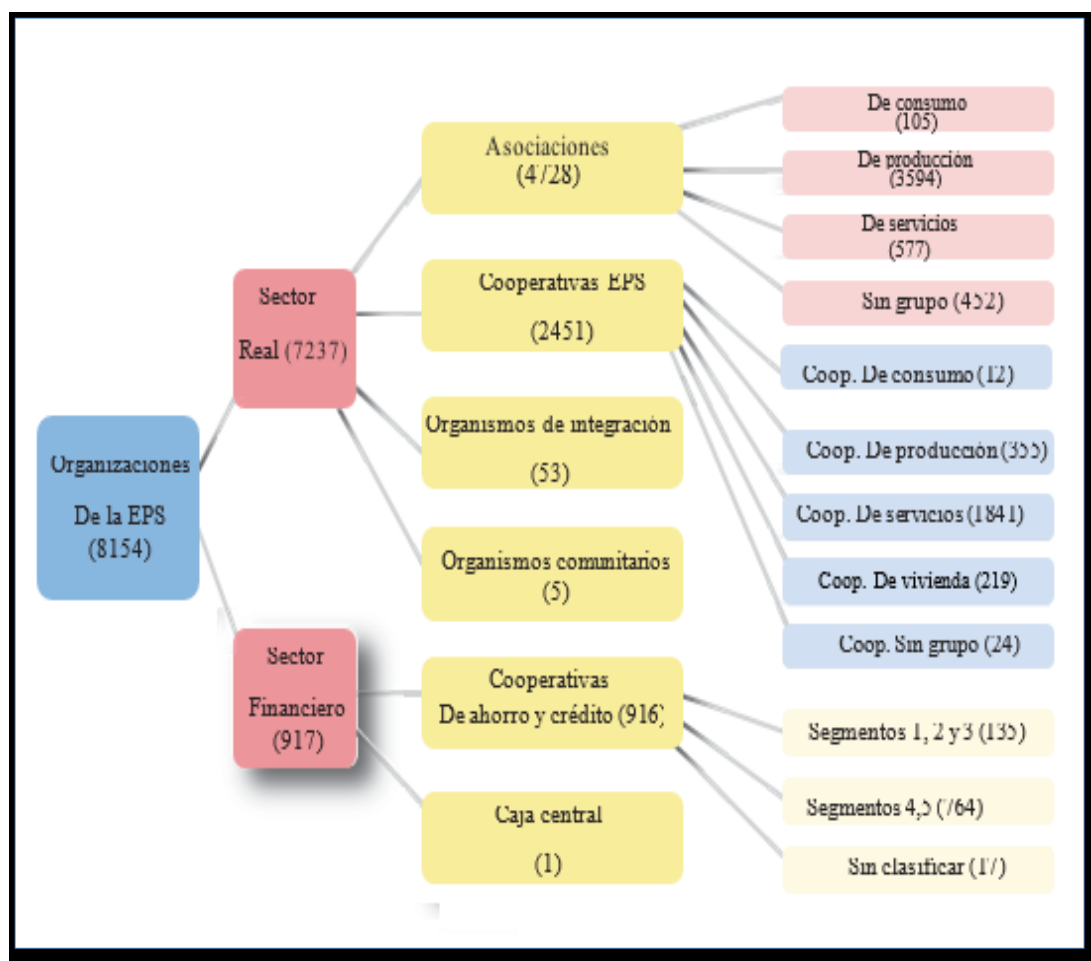 Organizaciones
De la EPS
(8154)
Sector
Real (7237)
Sector
Financiero
(917)
Asociaciones
(4728)
Cooperativas EPS
(2451)
Organismos de integración
(53)
Organismos comunitarios
(5)
Cooperativas
De ahorro y crédito (916)
Caja central
(1)
De consumo
(105)
De producción
(3594)
De servicios
(577)
Sin grupo (452)
Coop. De consumo (12)
Coop. De producción (355)
Coop. De servicios (1841)
Coop. De vivienda (219)
Coop. Sin grupo (24)
Segmentos 1, 2 y 3 (135)
Segmentos 4,5 (764)
Sin clasificar (17)